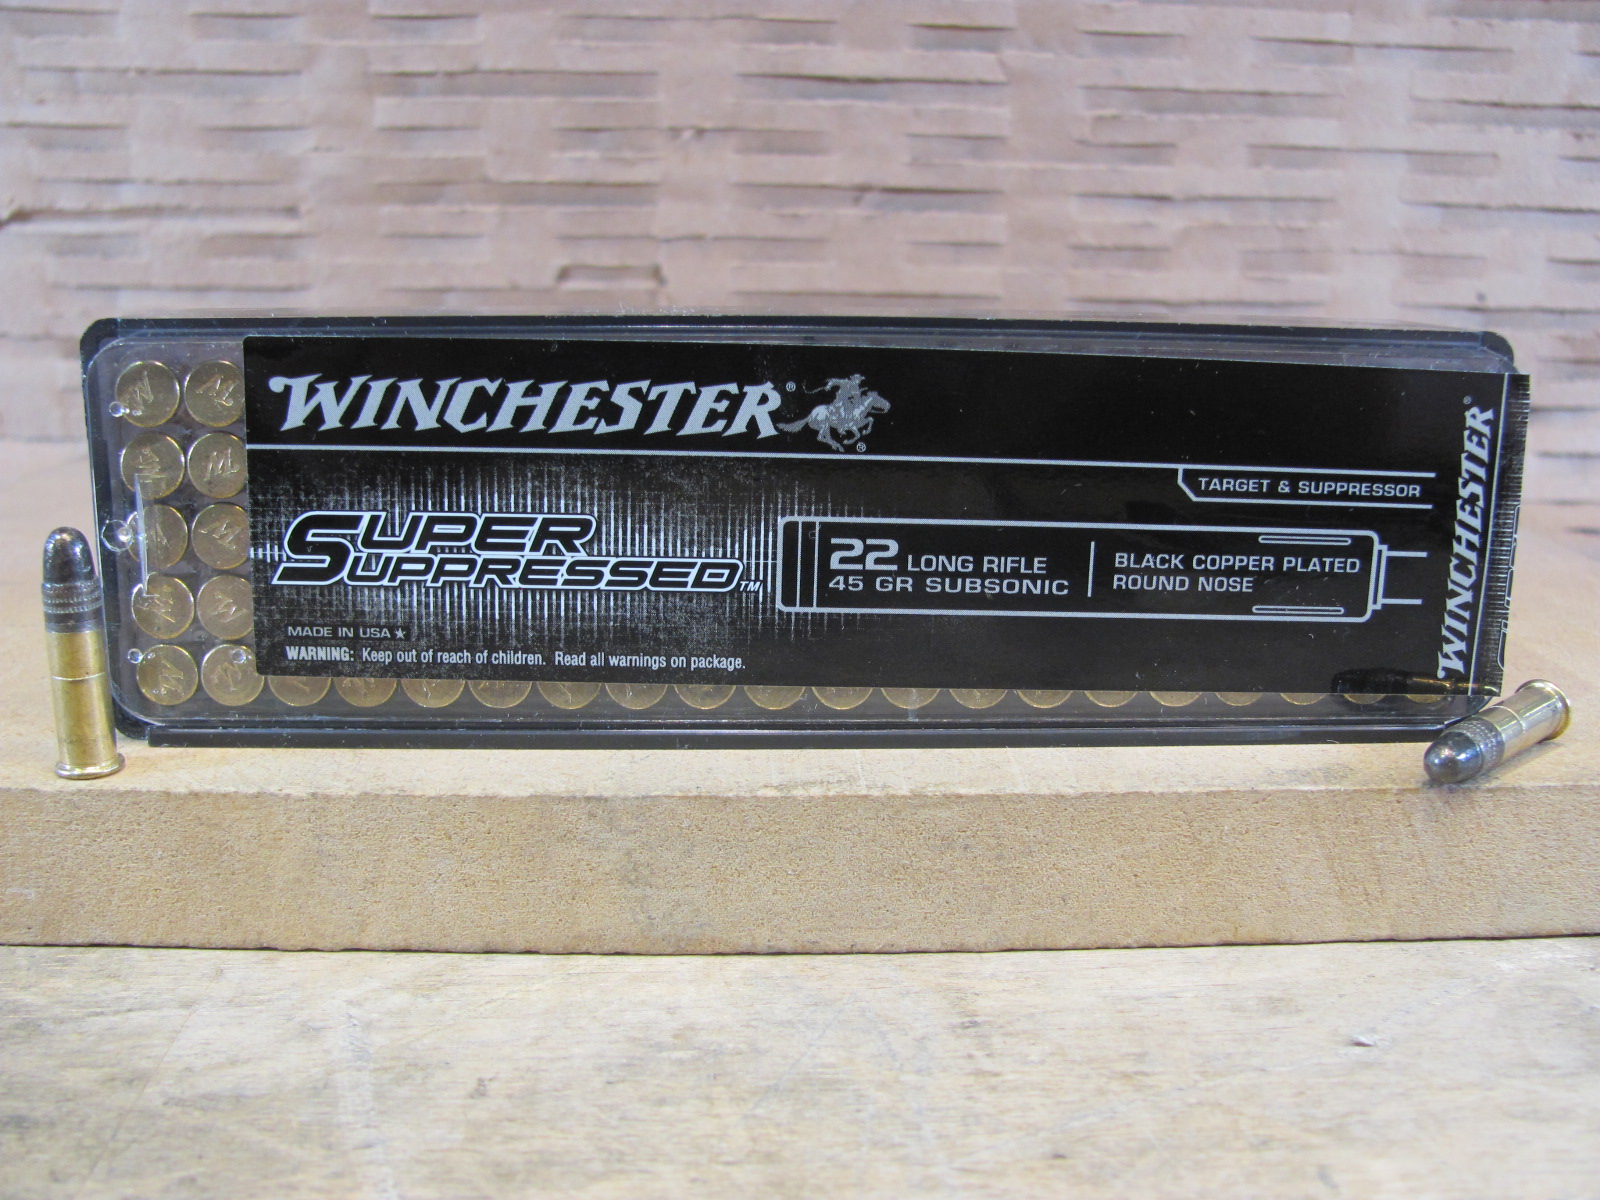 WINCHESTER®
®
TARGET & SUPPRESSOR
SUPER
SUPPRESSED™
22 LONG RIFLE
45 GR SUBSONIC
BLACK COPPER PLATED
ROUND NOSE
MADE IN USA ★
WARNING: Keep out of reach of children. Read all warnings on package.
WINCHESTER®